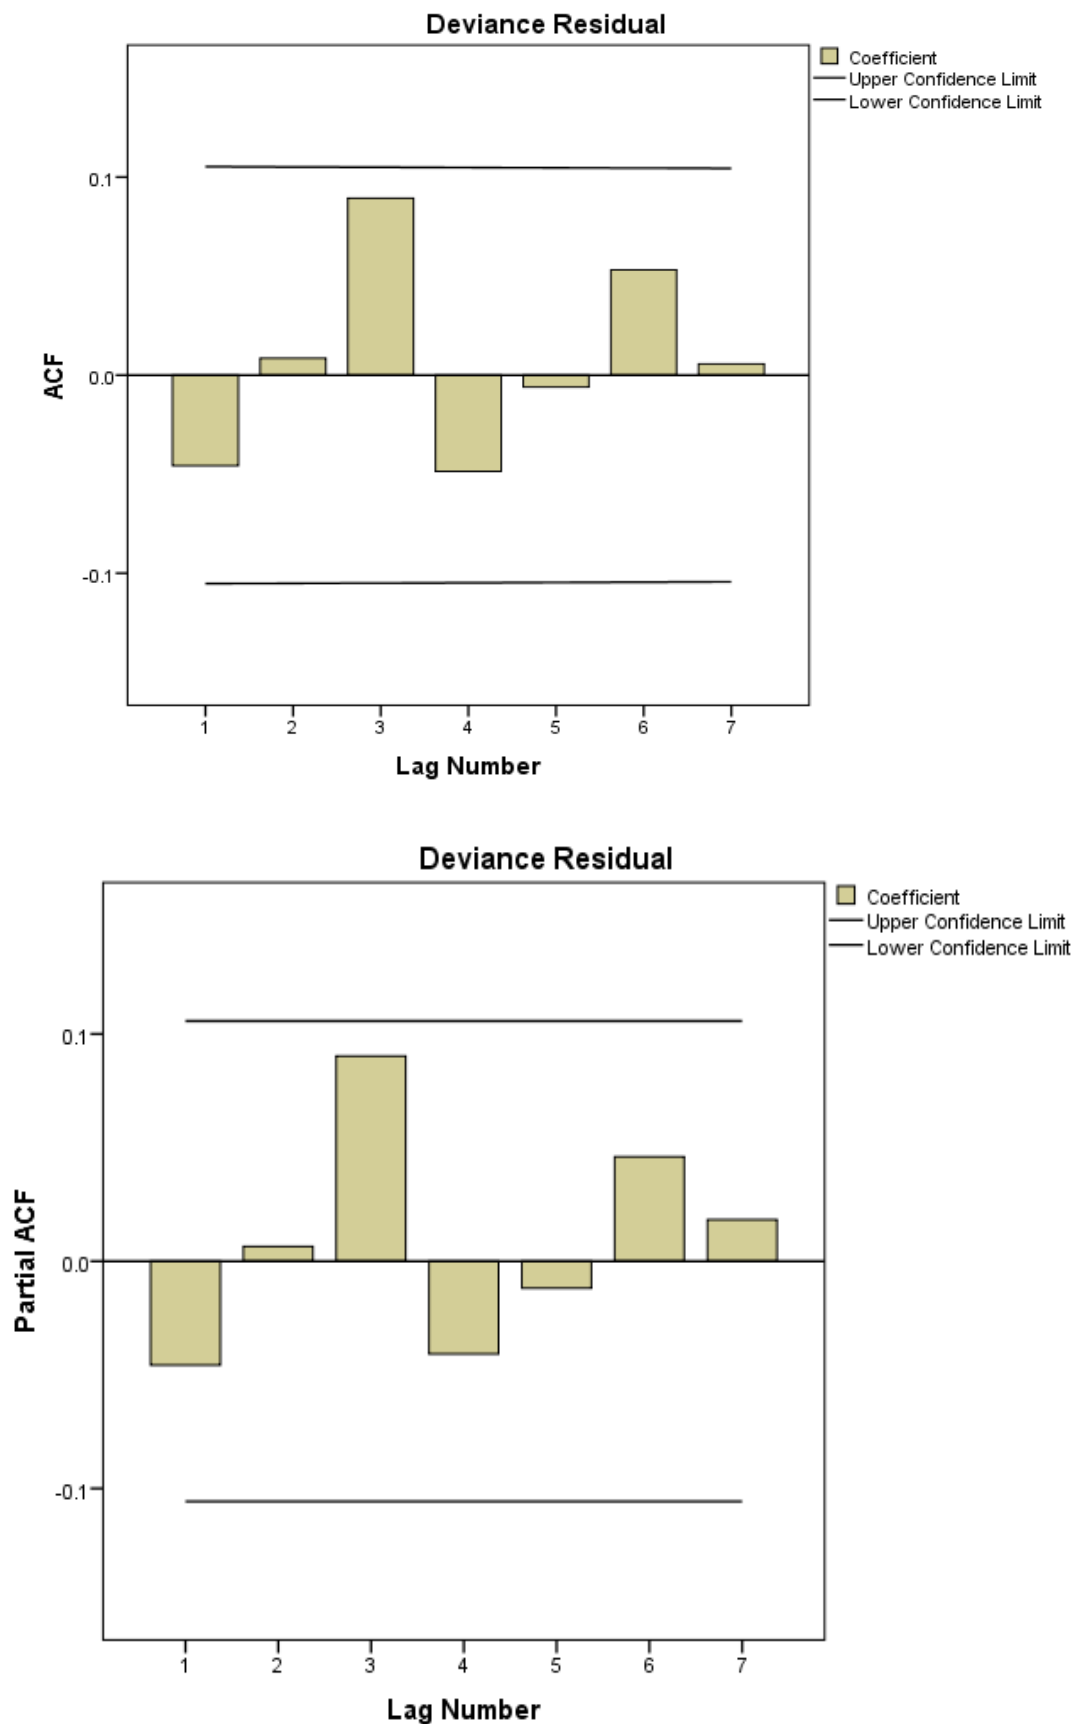 Deviance Residual
Coefficient
Upper Confidence Limit
Lower Confidence Limit
0.1
0.0
-0.1
ACF
1 2 3 4 5 6 7
Lag Number
Deviance Residual
Coefficient
Upper Confidence Limit
Lower Confidence Limit
0.1
0.0
-0.1
Partial ACF
1 2 3 4 5 6 7
Lag Number